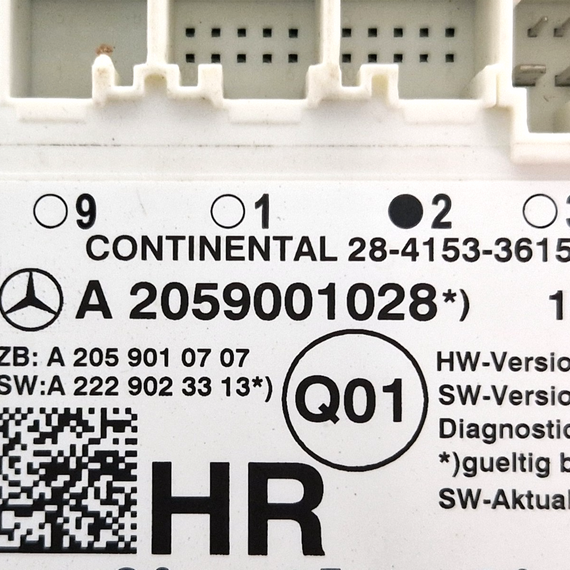 9 1 2
CONTINENTAL 28-4153-3615
A 2059001028*) 1
ZB: A 205 901 07 07
SW:A 222 902 33 13*)
Q01
HW-Versio
SW-Versio
Diagnostic
*)gueltig b
SW-Aktual
HR